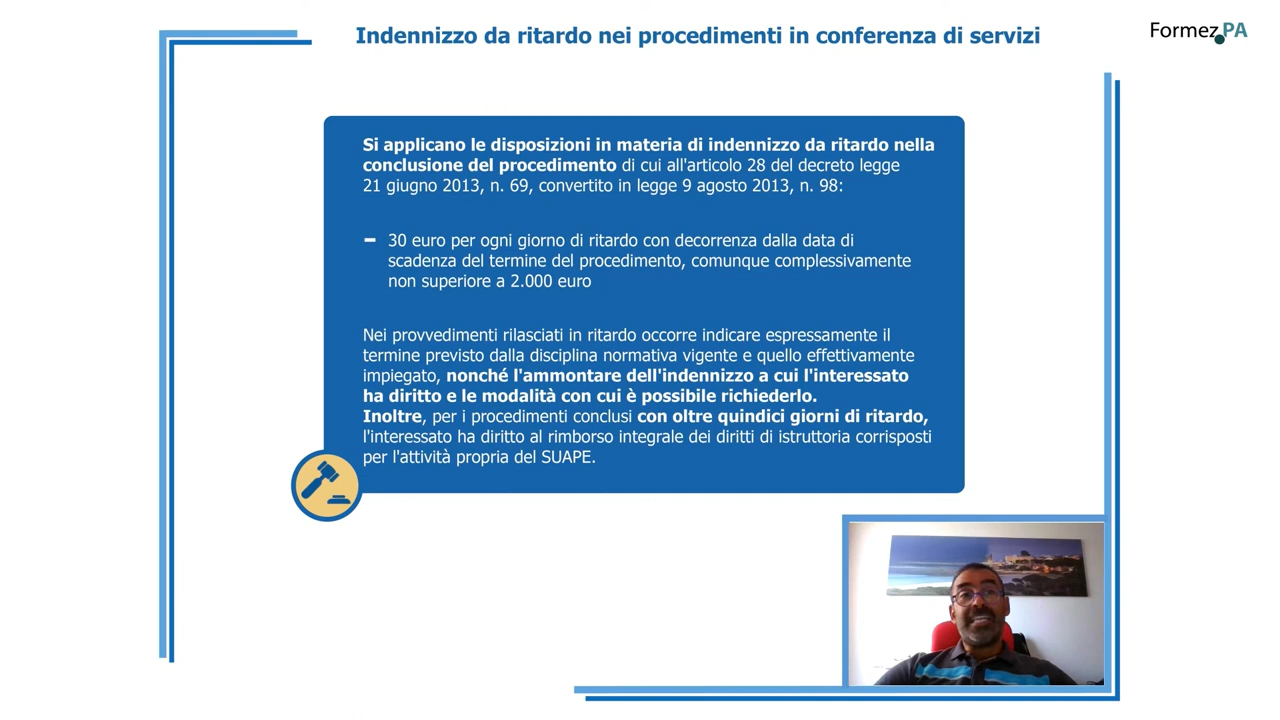 Indennizzo da ritardo nei procedimenti in conferenza di servizi
Formez PA
Si applicano le disposizioni in materia di indennizzo da ritardo nella
conclusione del procedimento di cui all'articolo 28 del decreto legge
21 giugno 2013, n. 69, convertito in legge 9 agosto 2013, n. 98:
– 30 euro per ogni giorno di ritardo con decorrenza dalla data di
scadenza del termine del procedimento, comunque complessivamente
non superiore a 2.000 euro
Nei provvedimenti rilasciati in ritardo occorre indicare espressamente il
termine previsto dalla disciplina normativa vigente e quello effettivamente
impiegato, nonché l'ammontare dell'indennizzo a cui l'interessato
ha diritto e le modalità con cui è possibile richiederlo.
Inoltre, per i procedimenti conclusi con oltre quindici giorni di ritardo,
l'interessato ha diritto al rimborso integrale dei diritti di istruttoria corrisposti
per l'attività propria del SUAPE.